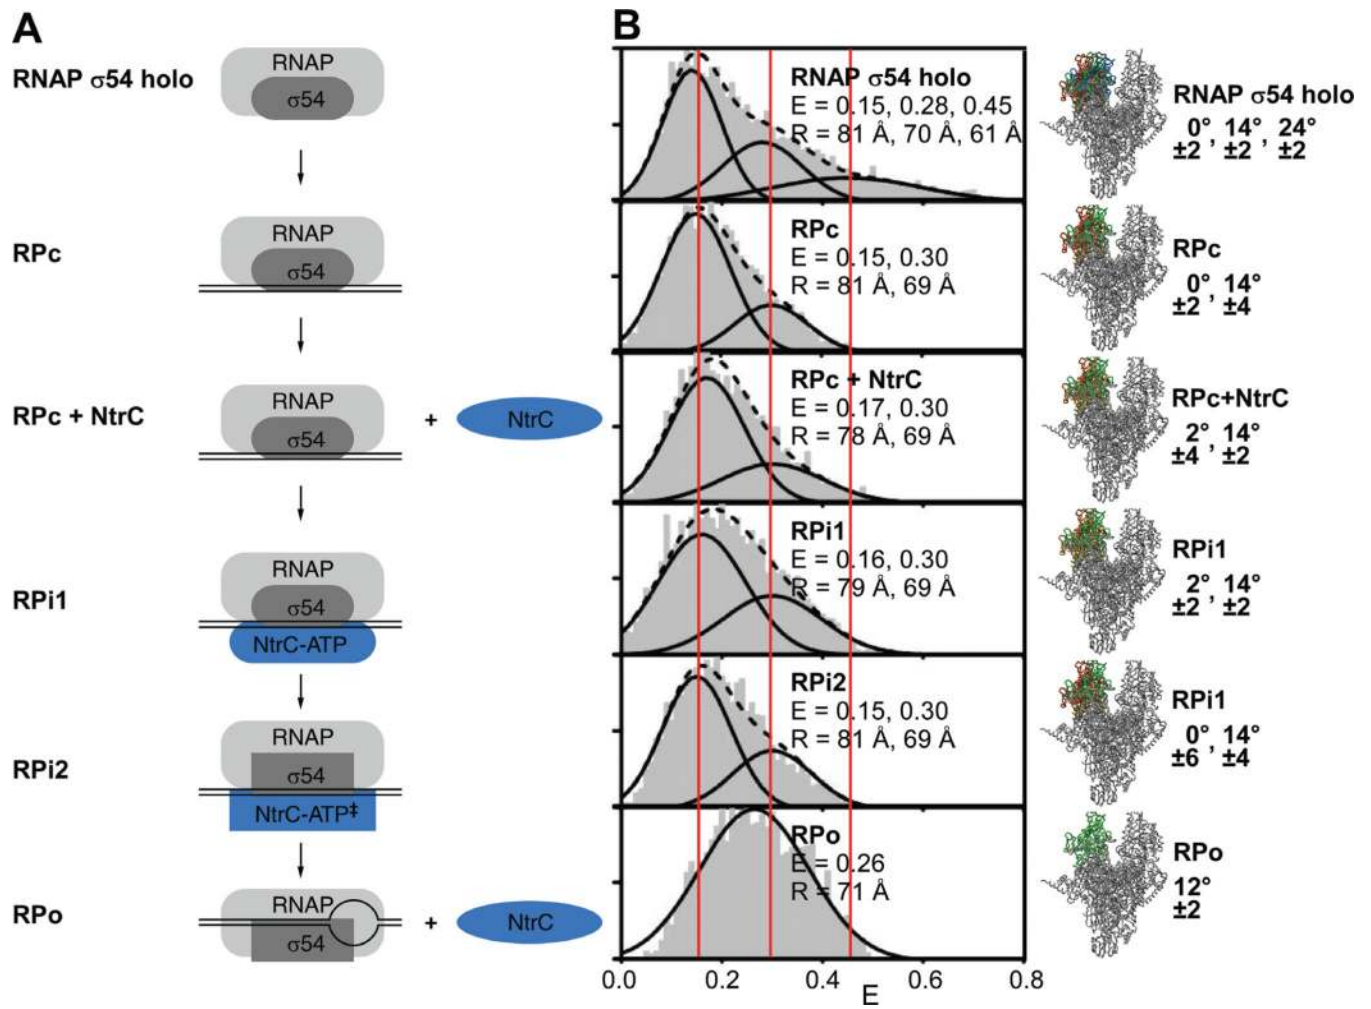 A
RNAP σ54 holo
RNAP
σ54
RPc
RNAP
σ54
RPc + NtrC
RNAP
σ54
+
NtrC
RPi1
RNAP
σ54
NtrC-ATP
RPi2
RNAP
σ54
NtrC-ATP‡
RPo
RNAP
σ54
+
NtrC
B
RNAP σ54 holo
E = 0.15, 0.28, 0.45
R = 81 Å, 70 Å, 61 Å
RPc
E = 0.15, 0.30
R = 81 Å, 69 Å
RPc + NtrC
E = 0.17, 0.30
R = 78 Å, 69 Å
RPi1
E = 0.16, 0.30
R = 79 Å, 69 Å
RPi2
E = 0.15, 0.30
R = 81 Å, 69 Å
RPo
E = 0.26
R = 71 Å
0.0 0.2 0.4 0.6 0.8
E
RNAP σ54 holo
0° , 14° , 24°
±2 ±2 ±2
RPc
0° , 14°
±2 ±4
RPc+NtrC
2° , 14°
±4 ±2
RPi1
2° , 14°
±2 ±2
RPi1
0° , 14°
±6 ±4
RPo
12°
±2